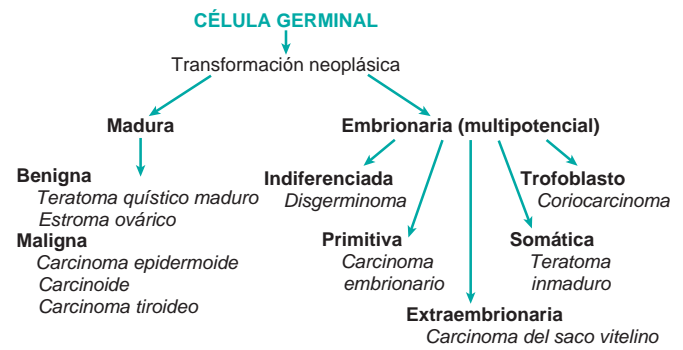 CÉLULA GERMINAL
Transformación neoplásica
Madura
Embrionaria (multipotencial)
Benigna
Teratoma quístico maduro
Estroma ovárico
Maligna
Carcinoma epidermoide
Carcinoide
Carcinoma tiroideo
Indiferenciada
Disgerminoma
Trofoblasto
Coriocarcinoma
Primitiva
Carcinoma
embrionario
Somática
Teratoma
inmaduro
Extraembrionaria
Carcinoma del saco vitelino